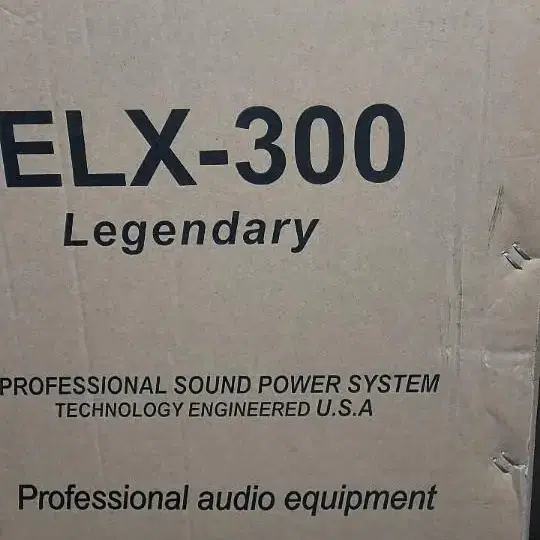 ELX-300
Legendary
PROFESSIONAL SOUND POWER SYSTEM
TECHNOLOGY ENGINEERED U.S.A
Professional audio equipment